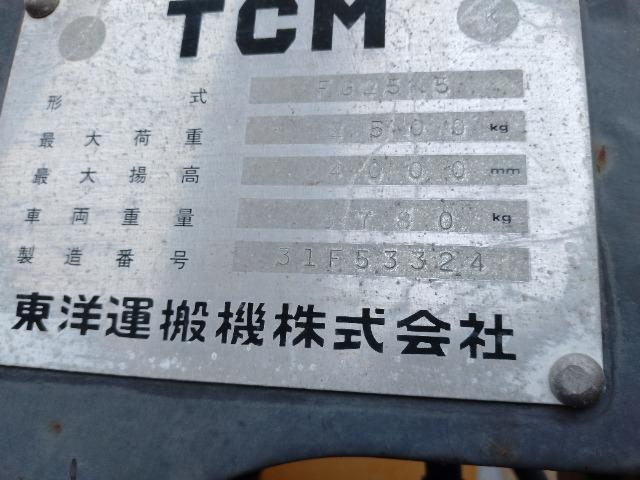 TCM
形式
最大荷重 kg
最大揚高 4000 mm
車両重量 kg
製造番号 31F53324
東洋運搬機株式会社